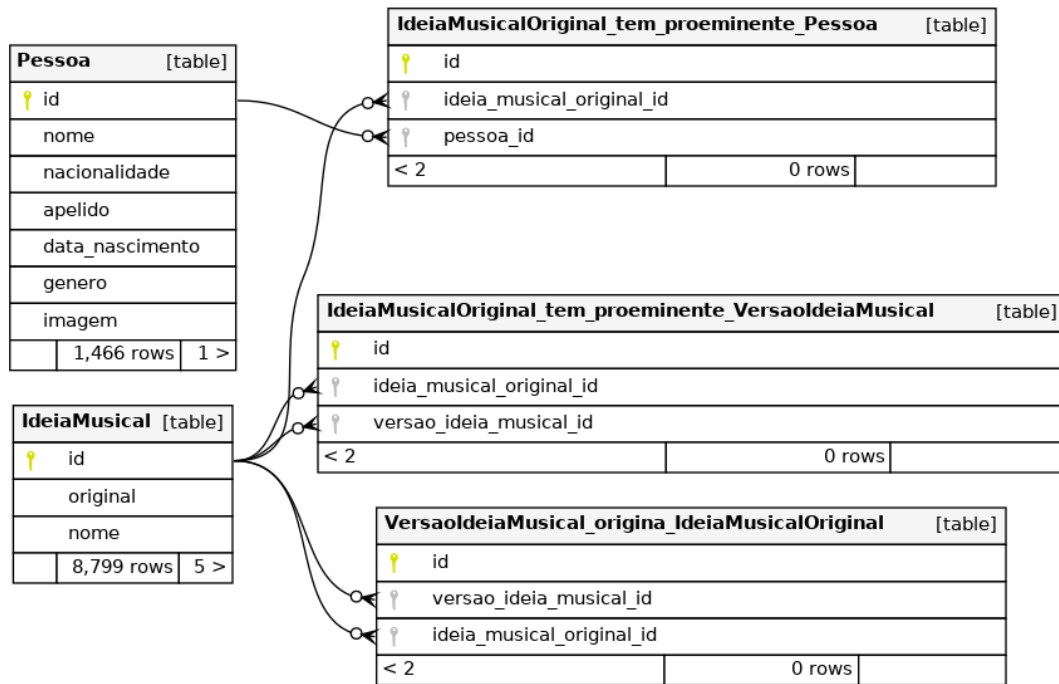 Pessoa [table]
id
nome
nacionalidade
apelido
data_nascimento
genero
imagem
1,466 rows 1 >
IdeiaMusical [table]
id
original
nome
8,799 rows 5 >
IdeiaMusicalOriginal_tem_proeminente_Pessoa [table]
id
ideia_musical_original_id
pessoa_id
< 2 0 rows
IdeiaMusicalOriginal_tem_proeminente_VersaoIdeiaMusical [table]
id
ideia_musical_original_id
versao_ideia_musical_id
< 2 0 rows
VersaoIdeiaMusical_origina_IdeiaMusicalOriginal [table]
id
versao_ideia_musical_id
ideia_musical_original_id
< 2 0 rows